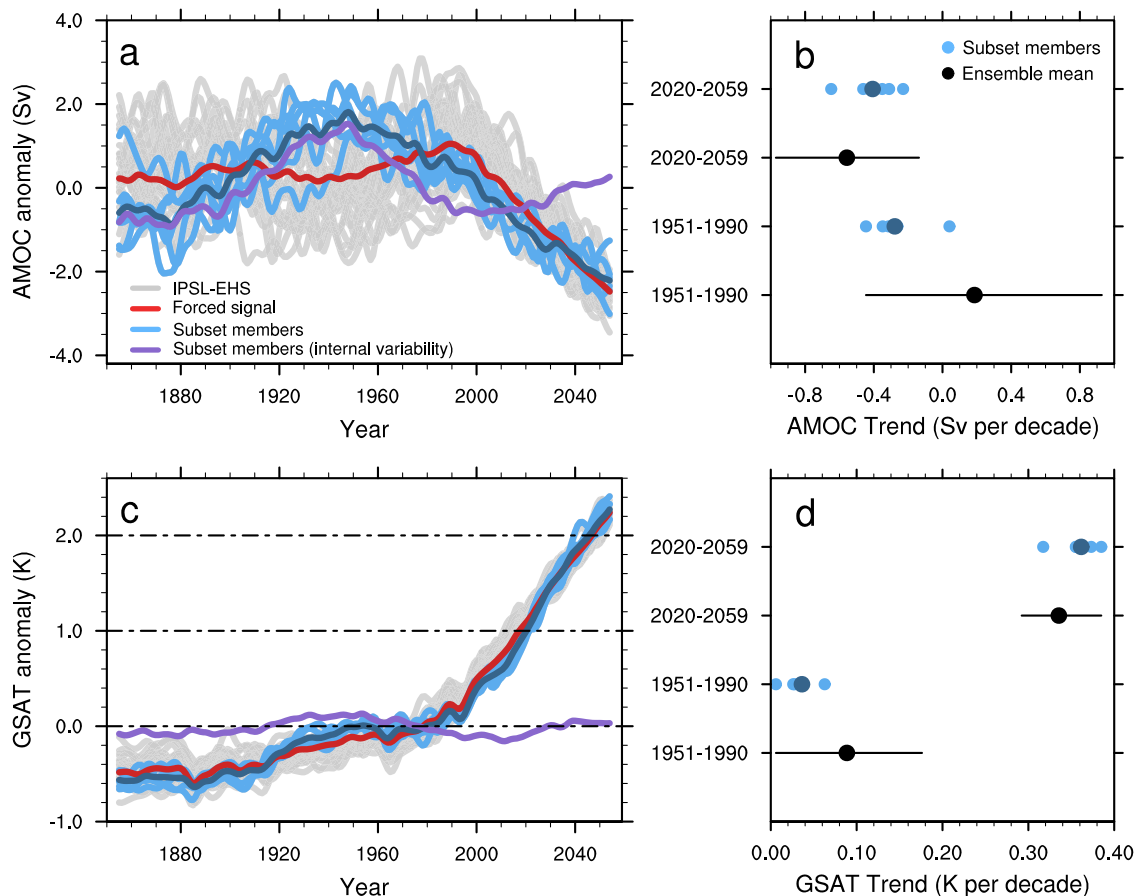 a
AMOC anomaly (Sv)
4.0
2.0
0.0
-2.0
-4.0
IPSL-EHS
Forced signal
Subset members
Subset members (internal variability)
1880
1920
1960
2000
2040
Year
b
Subset members
Ensemble mean
2020-2059
2020-2059
1951-1990
1951-1990
-0.8
-0.4
0.0
0.4
0.8
AMOC Trend (Sv per decade)
c
GSAT anomaly (K)
2.0
1.0
0.0
-1.0
1880
1920
1960
2000
2040
Year
d
2020-2059
2020-2059
1951-1990
1951-1990
0.00
0.10
0.20
0.30
0.40
GSAT Trend (K per decade)